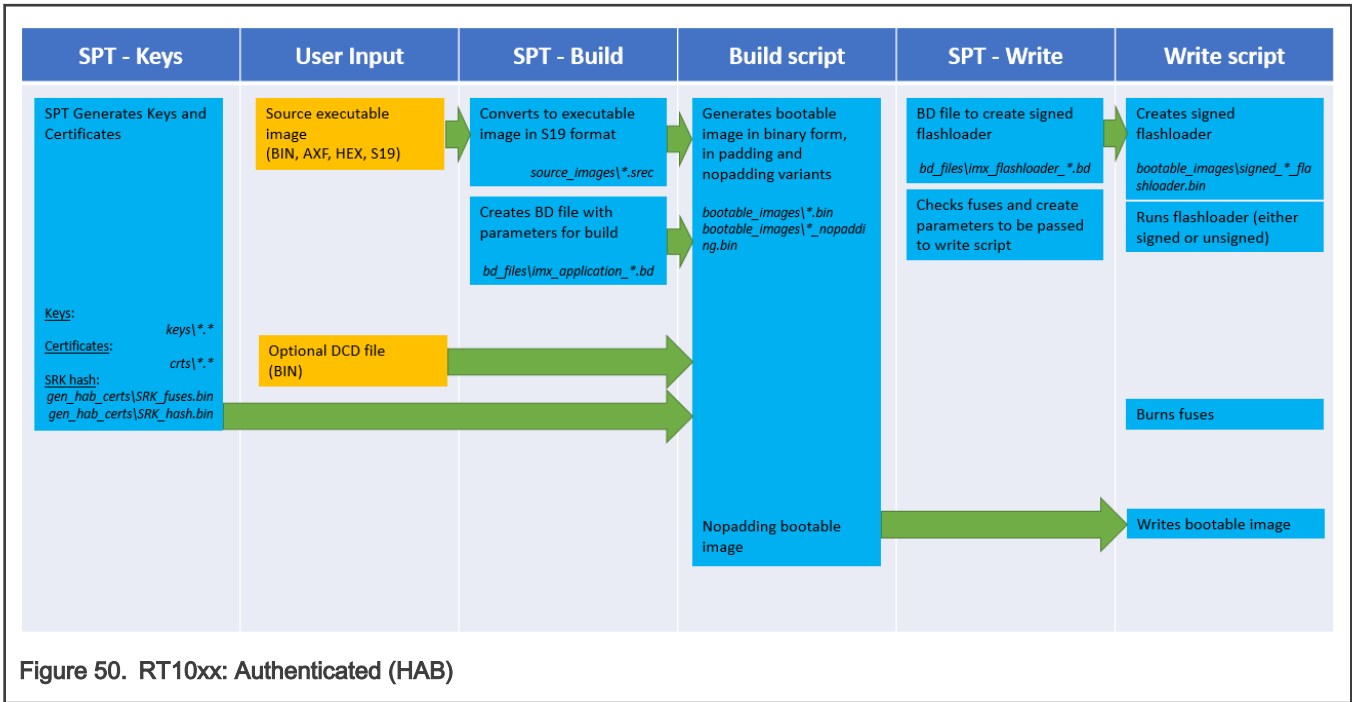 SPT - Keys
User Input
SPT - Build
Build script
SPT - Write
Write script
SPT Generates Keys and
Certificates
Keys:
keys\*.*
Certificates:
crts\*.*
SRK hash:
gen_hab_certs\SRK_fuses.bin
gen_hab_certs\SRK_hash.bin
Source executable
image
(BIN, AXF, HEX, S19)
Optional DCD file
(BIN)
Converts to executable
image in S19 format
source_images\*.srec
Creates BD file with
parameters for build
bd_files\imx_application_*.bd
Generates bootable
image in binary form,
in padding and
nopadding variants
bootable_images\*.bin
bootable_images\*_nopaddi
ng.bin
Nopadding bootable
image
BD file to create signed
flashloader
bd_files\imx_flashloader_*.bd
Checks fuses and create
parameters to be passed
to write script
Creates signed
flashloader
bootable_images\signed_*_fla
shloader.bin
Runs flashloader (either
signed or unsigned)
Burns fuses
Writes bootable image
Figure 50. RT10xx: Authenticated (HAB)